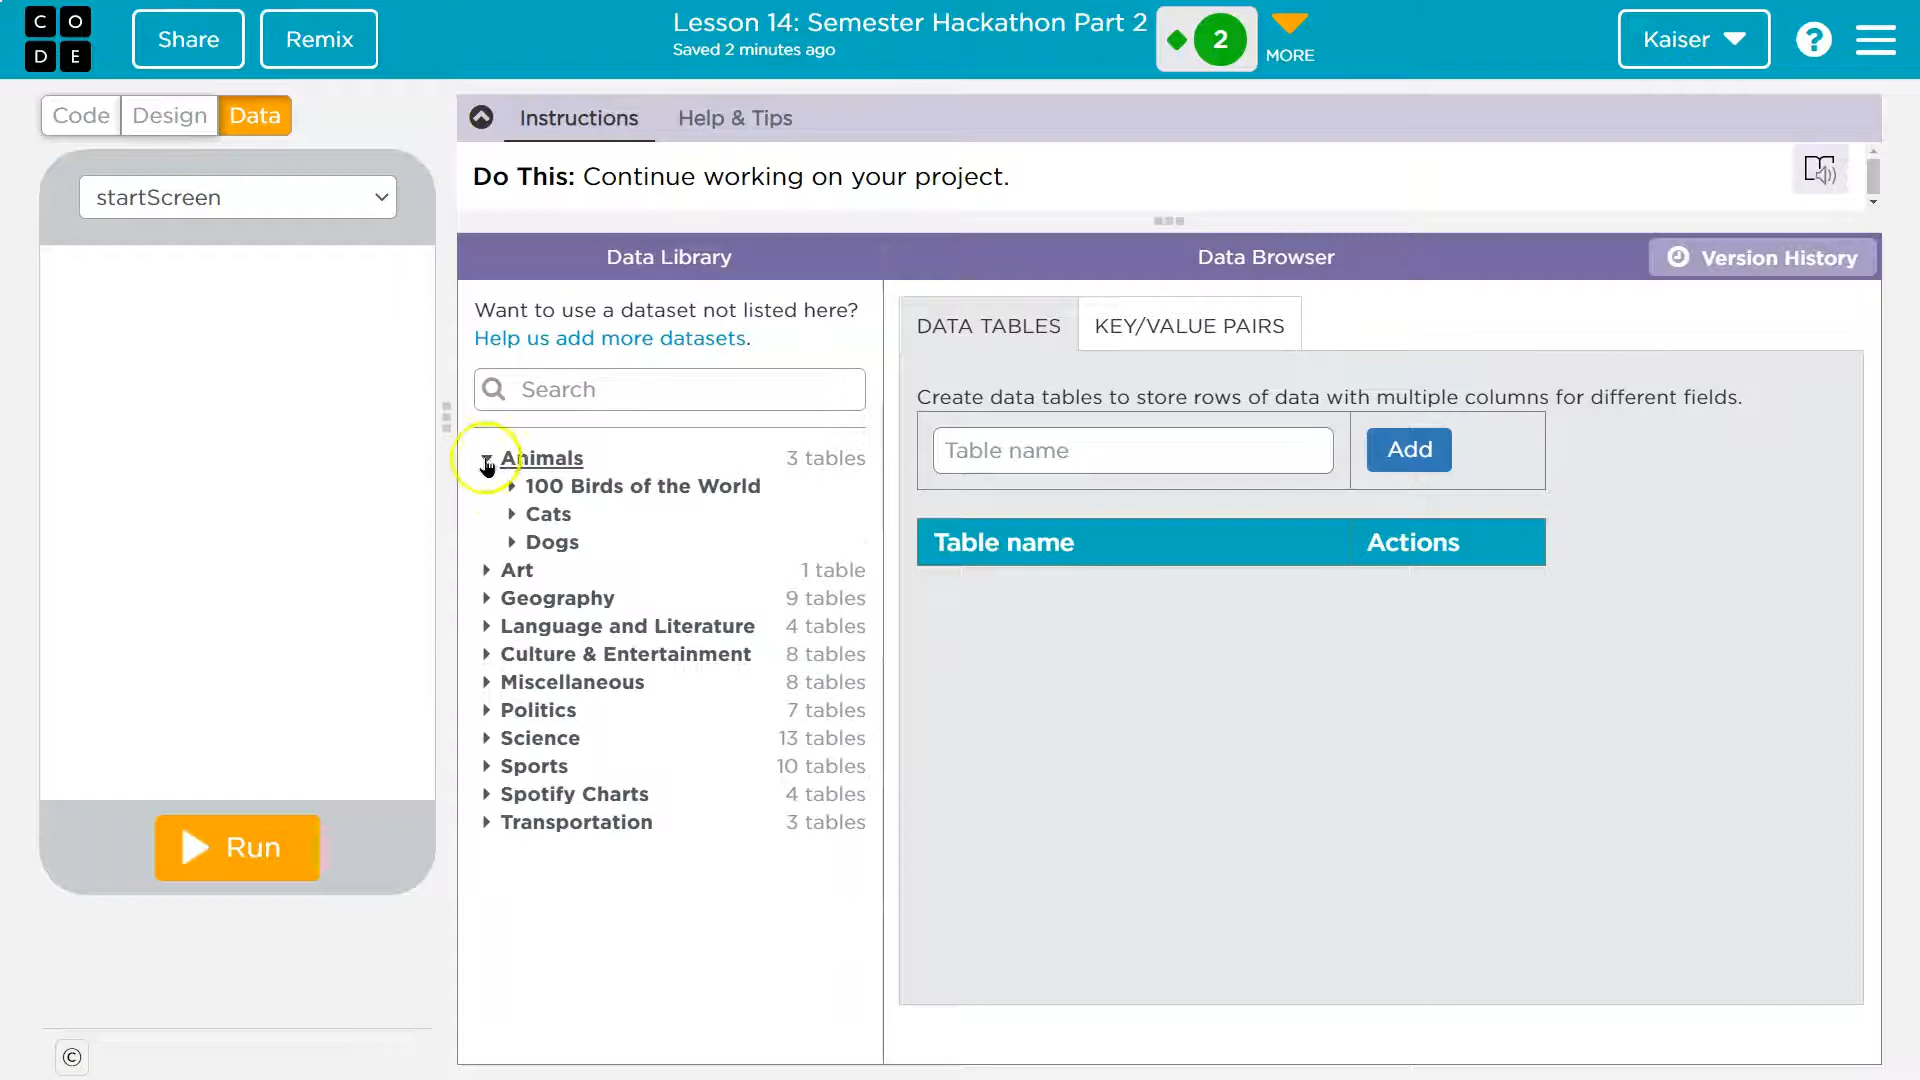 C O
D E
Share
Remix
Lesson 14: Semester Hackathon Part 2
Saved 2 minutes ago
2
MORE
Kaiser
?
Code
Design
Data
startScreen
Run
©
Instructions
Help & Tips
Do This: Continue working on your project.
Data Library
Data Browser
Version History
Want to use a dataset not listed here?
Help us add more datasets.
Search
Animals 3 tables
100 Birds of the World
Cats
Dogs
Art 1 table
Geography 9 tables
Language and Literature 4 tables
Culture & Entertainment 8 tables
Miscellaneous 8 tables
Politics 7 tables
Science 13 tables
Sports 10 tables
Spotify Charts 4 tables
Transportation 3 tables
DATA TABLES
KEY/VALUE PAIRS
Create data tables to store rows of data with multiple columns for different fields.
Table name
Add
Table name Actions